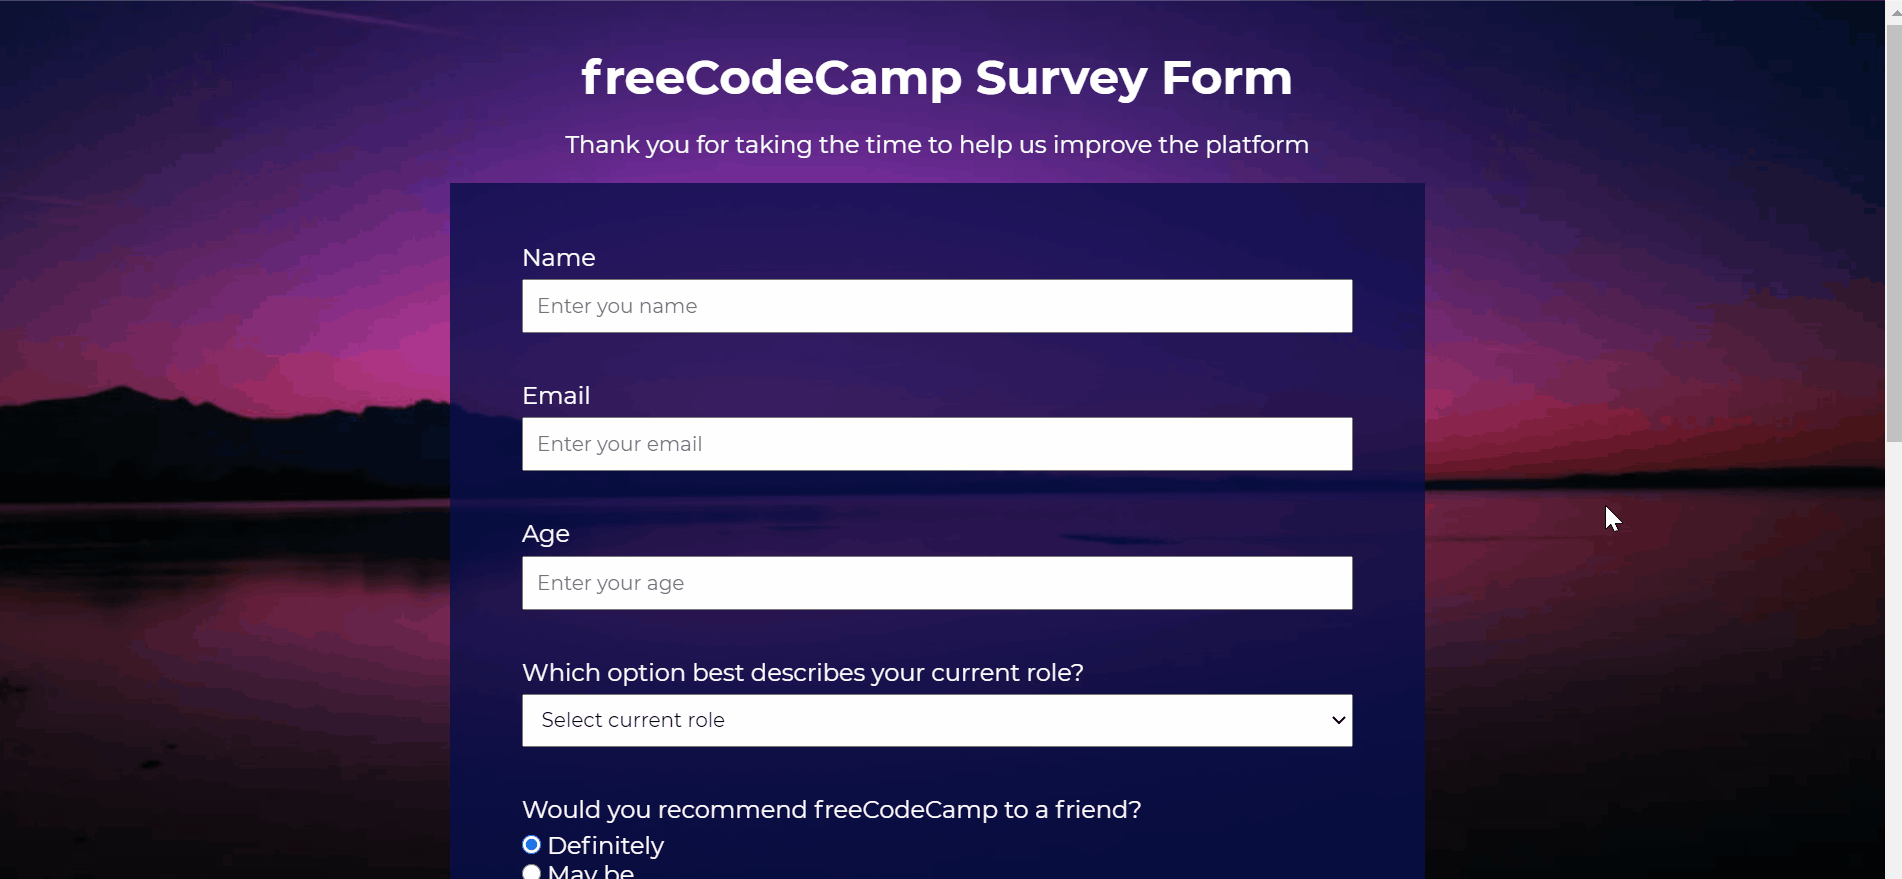 freeCodeCamp Survey Form
Thank you for taking the time to help us improve the platform
Name
Enter you name
Email
Enter your email
Age
Enter your age
Which option best describes your current role?
Select current role
Would you recommend freeCodeCamp to a friend?
Definitely
May be